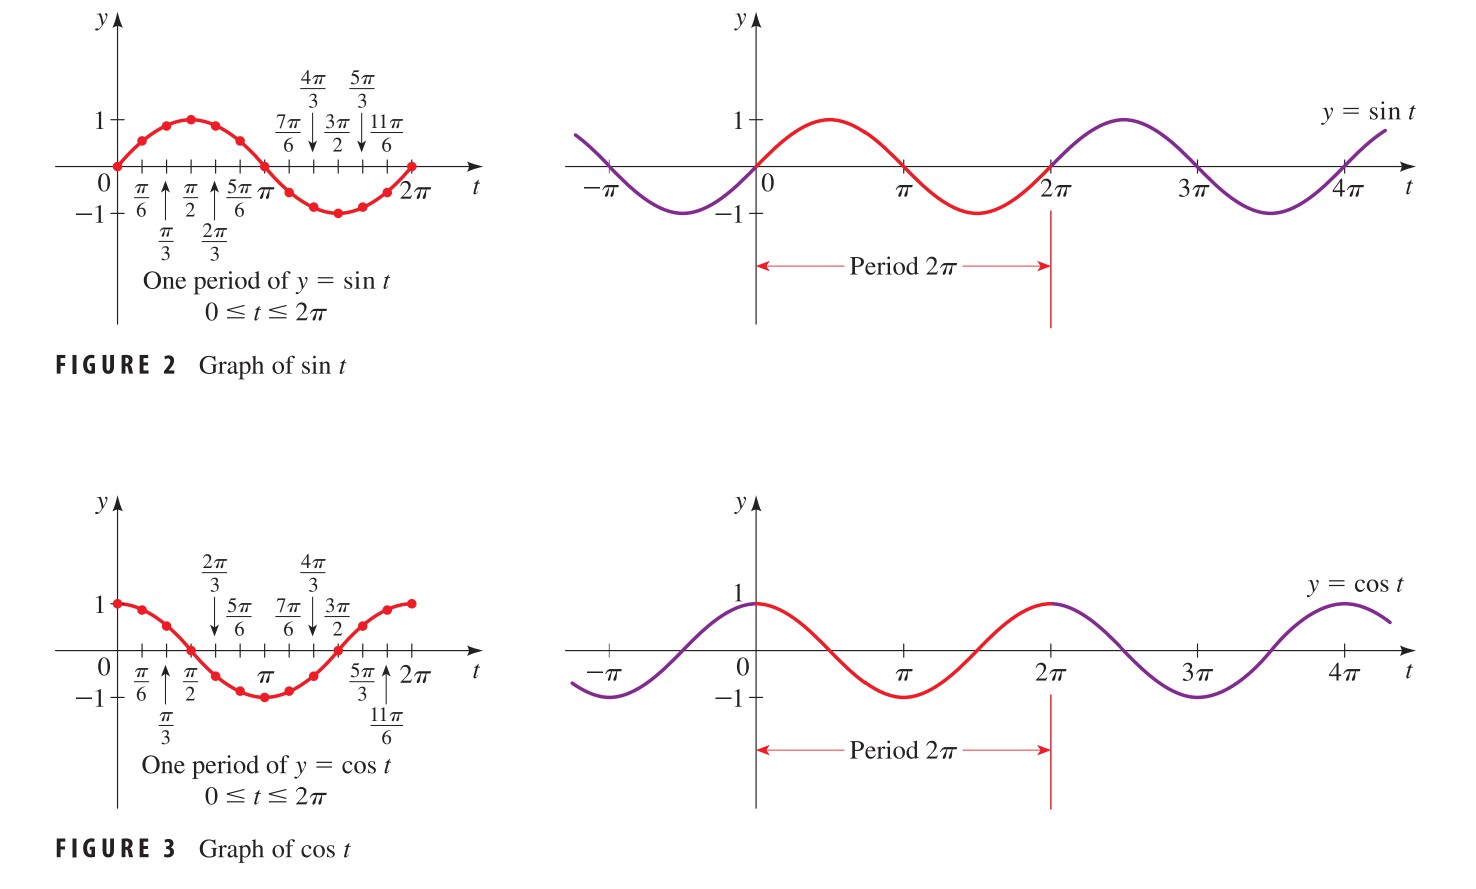 y
y
4π/3 5π/3
1
7π/6 3π/2 11π/6
1
y = sin t
0 π/6 π/2 5π/6 π 2π t
−π 0 π 2π 3π 4π t
−1
−1
π/3 2π/3
One period of y = sin t
0 ≤ t ≤ 2π
Period 2π
FIGURE 2 Graph of sin t
y
y
2π/3 4π/3
1
5π/6 7π/6 3π/2
1
y = cos t
0 π/6 π/2 π 5π/3 2π t
−π 0 π 2π 3π 4π t
−1
−1
π/3 11π/6
One period of y = cos t
0 ≤ t ≤ 2π
Period 2π
FIGURE 3 Graph of cos t